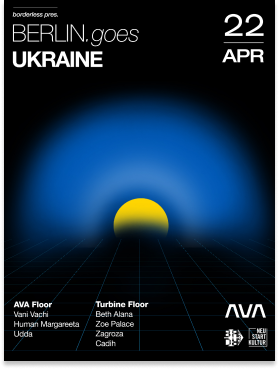 borderless pres.
BERLIN.goes
UKRAINE
22
APR
AVA Floor
Vani Vachi
Human Margareeta
Udda
Turbine Floor
Beth Alana
Zoe Palace
Zagroza
Cadih
AVA
NEU
START
KULTUR